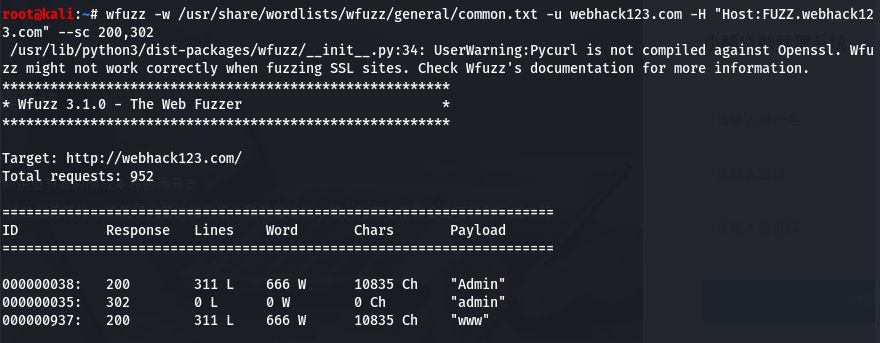 root@kali:~# wfuzz -w /usr/share/wordlists/wfuzz/general/common.txt -u webhack123.com -H "Host:FUZZ.webhack12
3.com" --sc 200,302
/usr/lib/python3/dist-packages/wfuzz/__init__.py:34: UserWarning:Pycurl is not compiled against Openssl. Wfu
zz might not work correctly when fuzzing SSL sites. Check Wfuzz's documentation for more information.
********************************************************
* Wfuzz 3.1.0 - The Web Fuzzer                         *
********************************************************

Target: http://webhack123.com/
Total requests: 952

=====================================================================
ID           Response   Lines    Word       Chars       Payload
=====================================================================

000000038:   200        311 L    666 W      10835 Ch    "Admin"
000000035:   302        0 L      0 W        0 Ch        "admin"
000000937:   200        311 L    666 W      10835 Ch    "www"